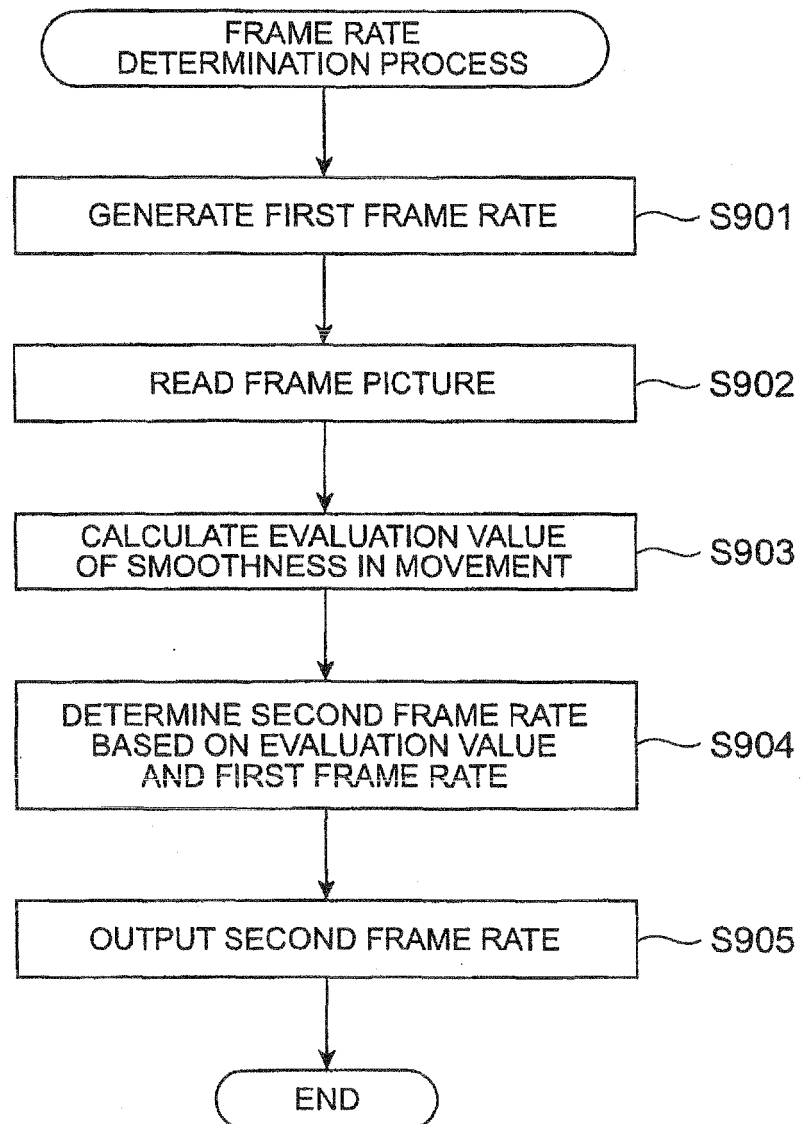 FRAME RATE
DETERMINATION PROCESS
GENERATE FIRST FRAME RATE
S901
READ FRAME PICTURE
S902
CALCULATE EVALUATION VALUE
OF SMOOTHNESS IN MOVEMENT
S903
DETERMINE SECOND FRAME RATE
BASED ON EVALUATION VALUE
AND FIRST FRAME RATE
S904
OUTPUT SECOND FRAME RATE
S905
END